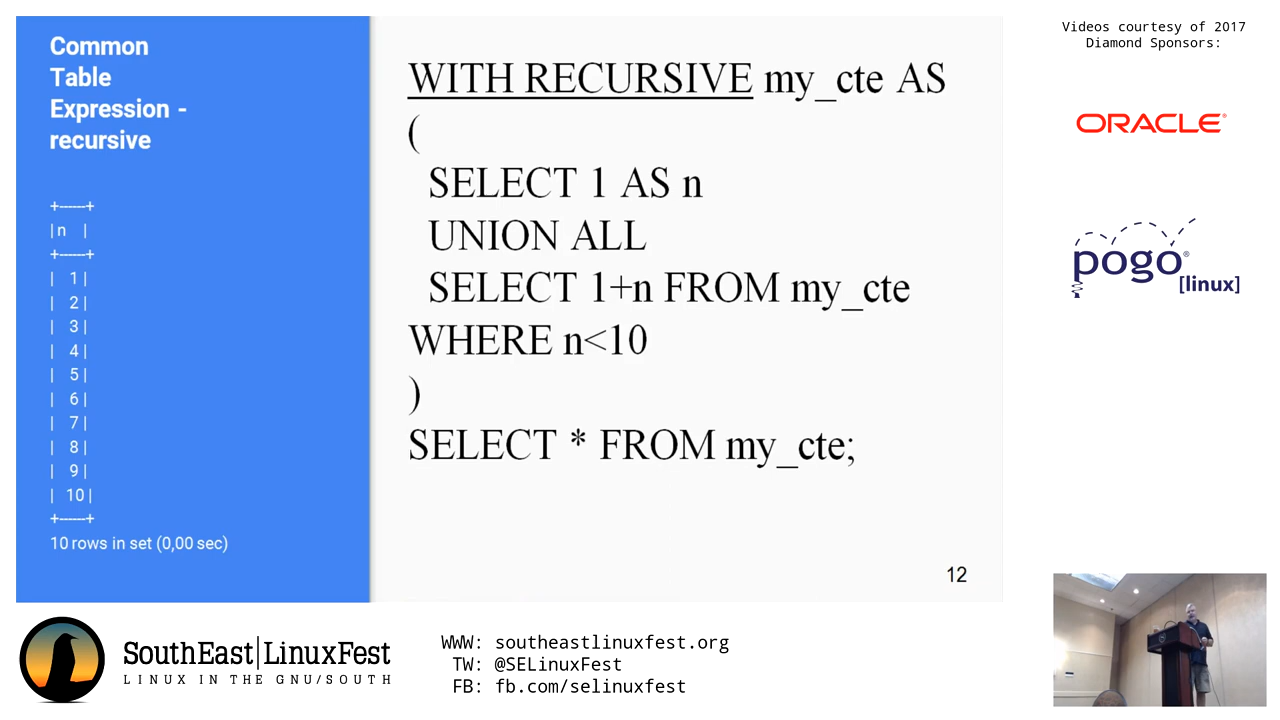 Common
Table
Expression -
recursive
+------+
| n    |
+------+
|    1 |
|    2 |
|    3 |
|    4 |
|    5 |
|    6 |
|    7 |
|    8 |
|    9 |
|   10 |
+------+
10 rows in set (0,00 sec)
WITH RECURSIVE my_cte AS
(
SELECT 1 AS n
UNION ALL
SELECT 1+n FROM my_cte
WHERE n<10
)
SELECT * FROM my_cte;
12
Videos courtesy of 2017
Diamond Sponsors:
ORACLE®
pogo®
[linux]
SouthEast|LinuxFest
LINUX IN THE GNU/SOUTH
WWW: southeastlinuxfest.org
TW: @SELinuxFest
FB: fb.com/selinuxfest